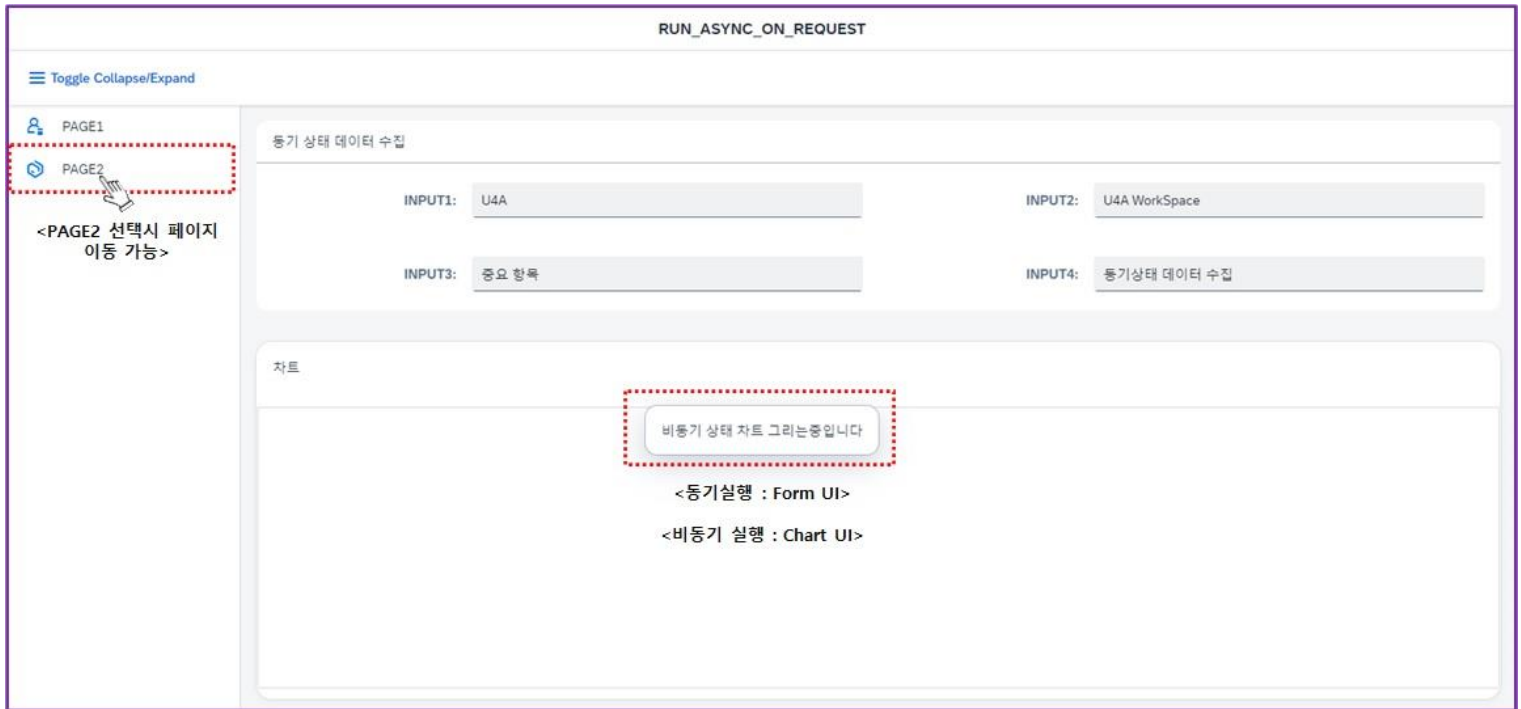 RUN_ASYNC_ON_REQUEST
Toggle Collapse/Expand
PAGE1
PAGE2
<PAGE2 선택시 페이지
이동 가능>
동기 상태 데이터 수집
INPUT1: U4A
INPUT2: U4A WorkSpace
INPUT3: 중요 항목
INPUT4: 동기상태 데이터 수집
차트
비동기 상태 차트 그리는중입니다
<동기실행 : Form UI>
<비동기 실행 : Chart UI>